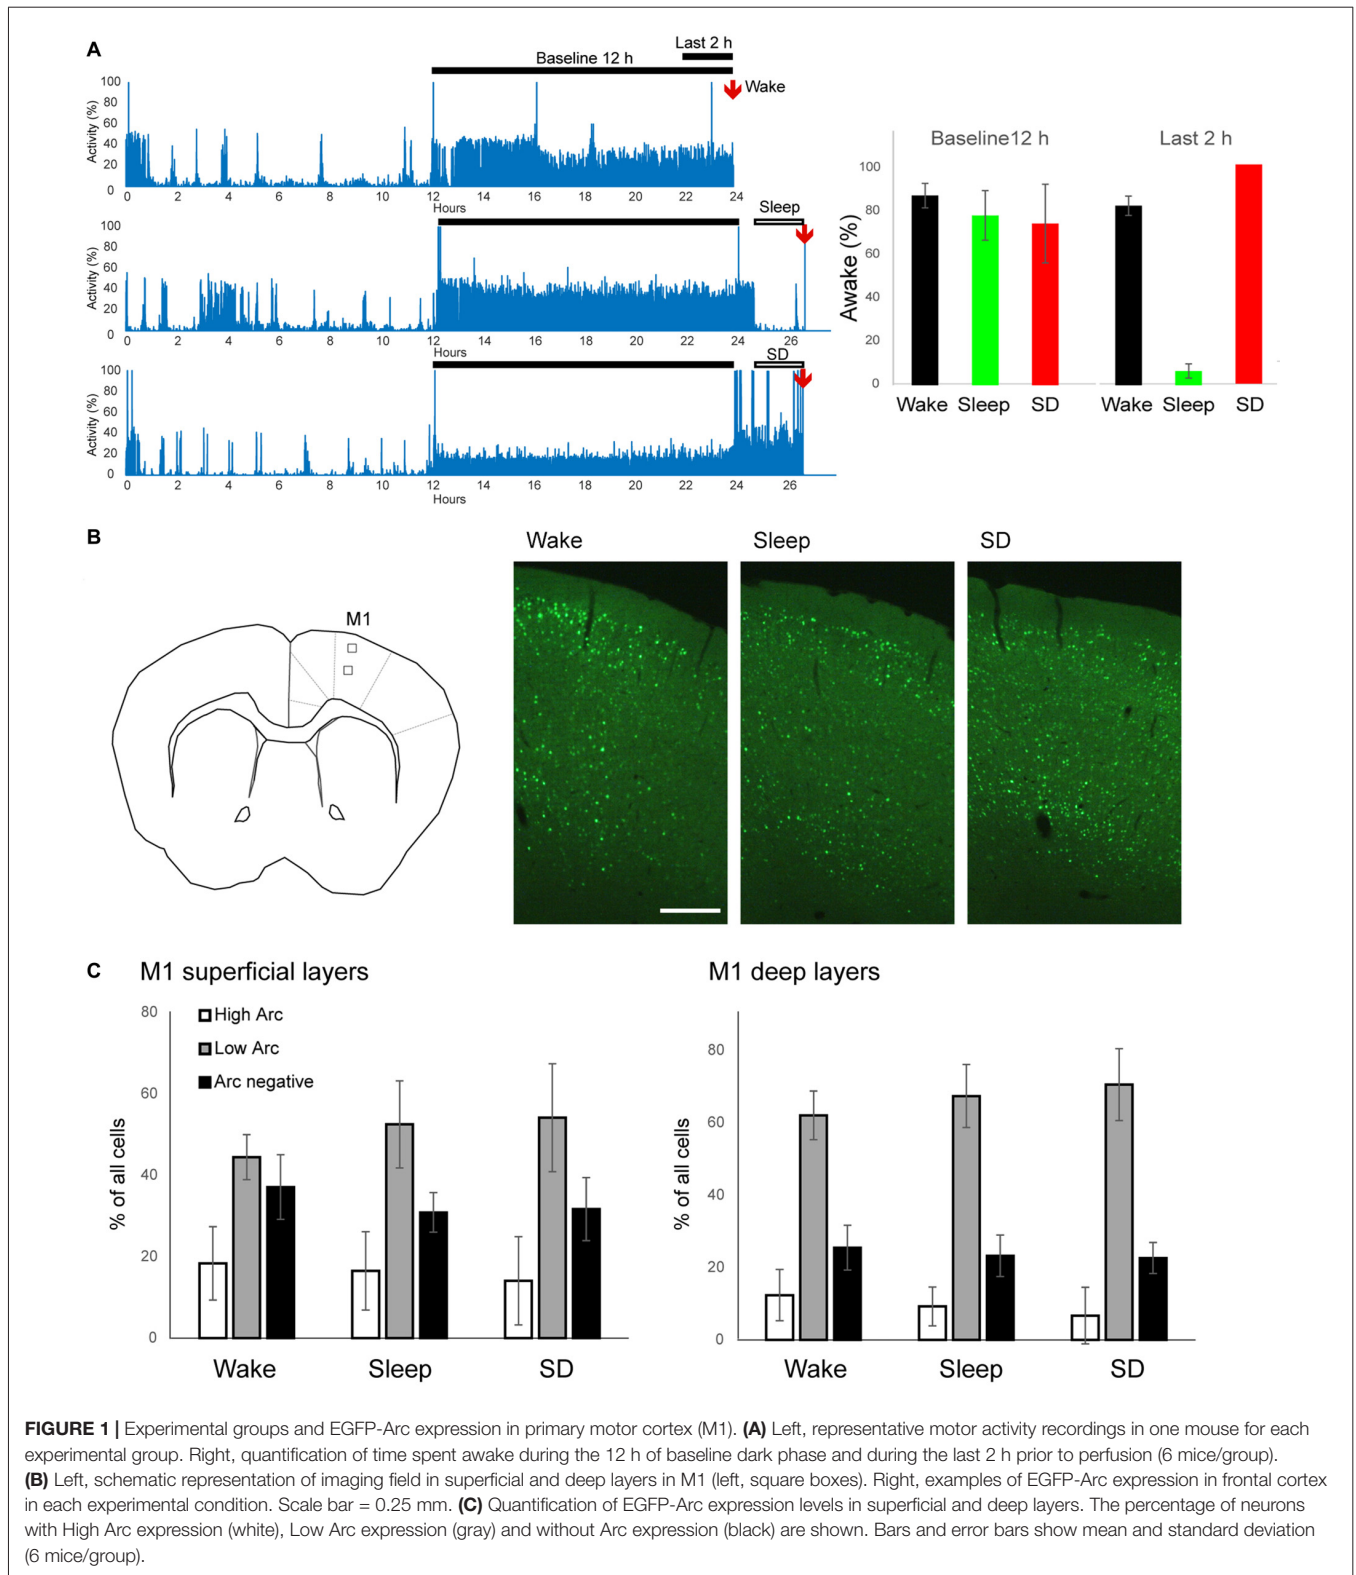 A
Last 2 h
Baseline 12 h
Wake
Activity (%)
100
80
60
40
20
0
0 2 4 6 8 10 12 14 16 18 20 22 24
Hours
Sleep
Activity (%)
100
80
60
40
20
0
0 2 4 6 8 10 12 14 16 18 20 22 24 26
Hours
SD
Activity (%)
100
80
60
40
20
0
0 2 4 6 8 10 12 14 16 18 20 22 24 26
Hours
Baseline12 h Last 2 h
Awake (%)
100
80
60
40
20
0
Wake Sleep SD Wake Sleep SD
B
M1
Wake Sleep SD
C
M1 superficial layers
% of all cells
80
60
40
20
0
High Arc
Low Arc
Arc negative
Wake Sleep SD
M1 deep layers
% of all cells
80
60
40
20
0
Wake Sleep SD
FIGURE 1 | Experimental groups and EGFP-Arc expression in primary motor cortex (M1). (A) Left, representative motor activity recordings in one mouse for each
experimental group. Right, quantification of time spent awake during the 12 h of baseline dark phase and during the last 2 h prior to perfusion (6 mice/group).
(B) Left, schematic representation of imaging field in superficial and deep layers in M1 (left, square boxes). Right, examples of EGFP-Arc expression in frontal cortex
in each experimental condition. Scale bar = 0.25 mm. (C) Quantification of EGFP-Arc expression levels in superficial and deep layers. The percentage of neurons
with High Arc expression (white), Low Arc expression (gray) and without Arc expression (black) are shown. Bars and error bars show mean and standard deviation
(6 mice/group).